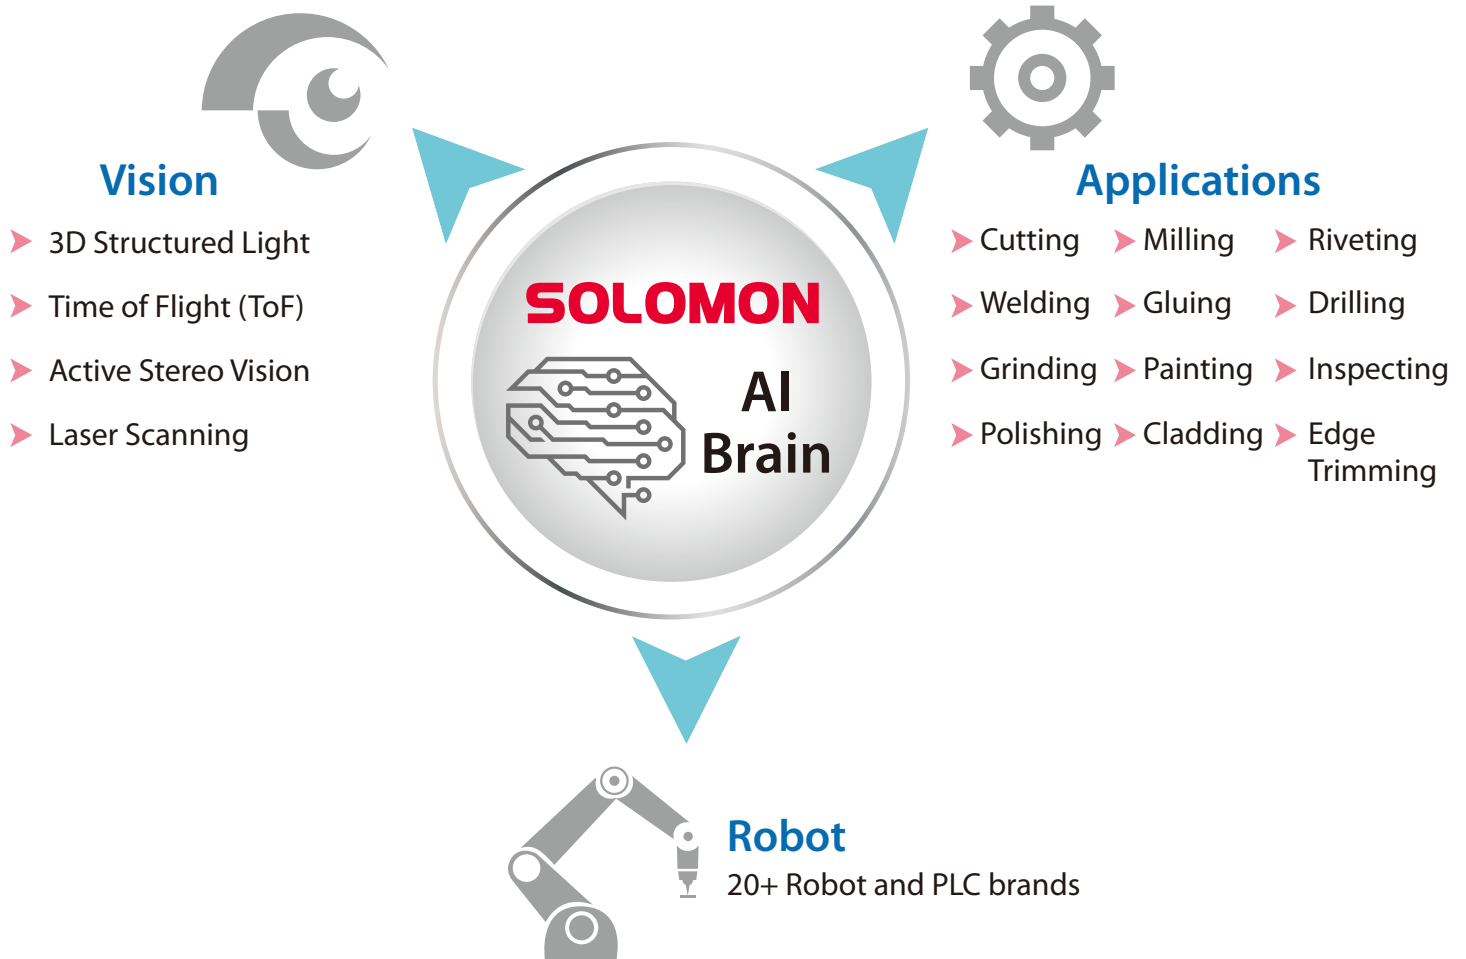 Vision
3D Structured Light
Time of Flight (ToF)
Active Stereo Vision
Laser Scanning
SOLOMON
AI
Brain
Applications
Cutting
Milling
Riveting
Welding
Gluing
Drilling
Grinding
Painting
Inspecting
Polishing
Cladding
Edge
Trimming
Robot
20+ Robot and PLC brands